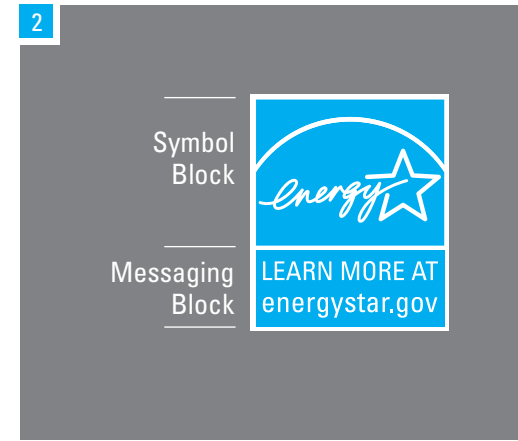 2
Symbol
Block
energy
Messaging
Block
LEARN MORE AT
energystar.gov